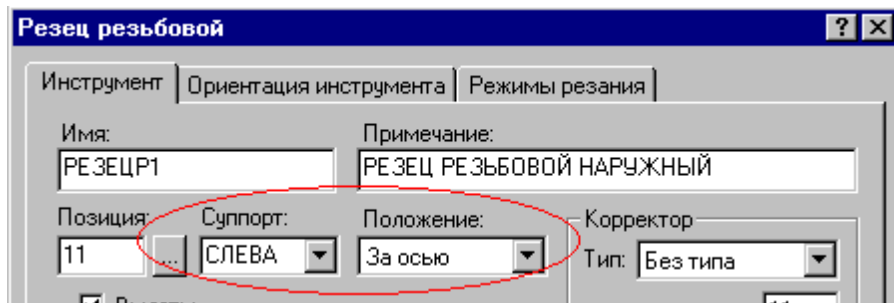 Резец резьбовой
Инструмент Ориентация инструмента Режимы резания
Имя: Примечание:
РЕЗЕЦР1 РЕЗЕЦ РЕЗЬБОВОЙ НАРУЖНЫЙ
Позиция: Суппорт: Положение: Корректор
11 ... СЛЕВА За осью Тип: Без типа